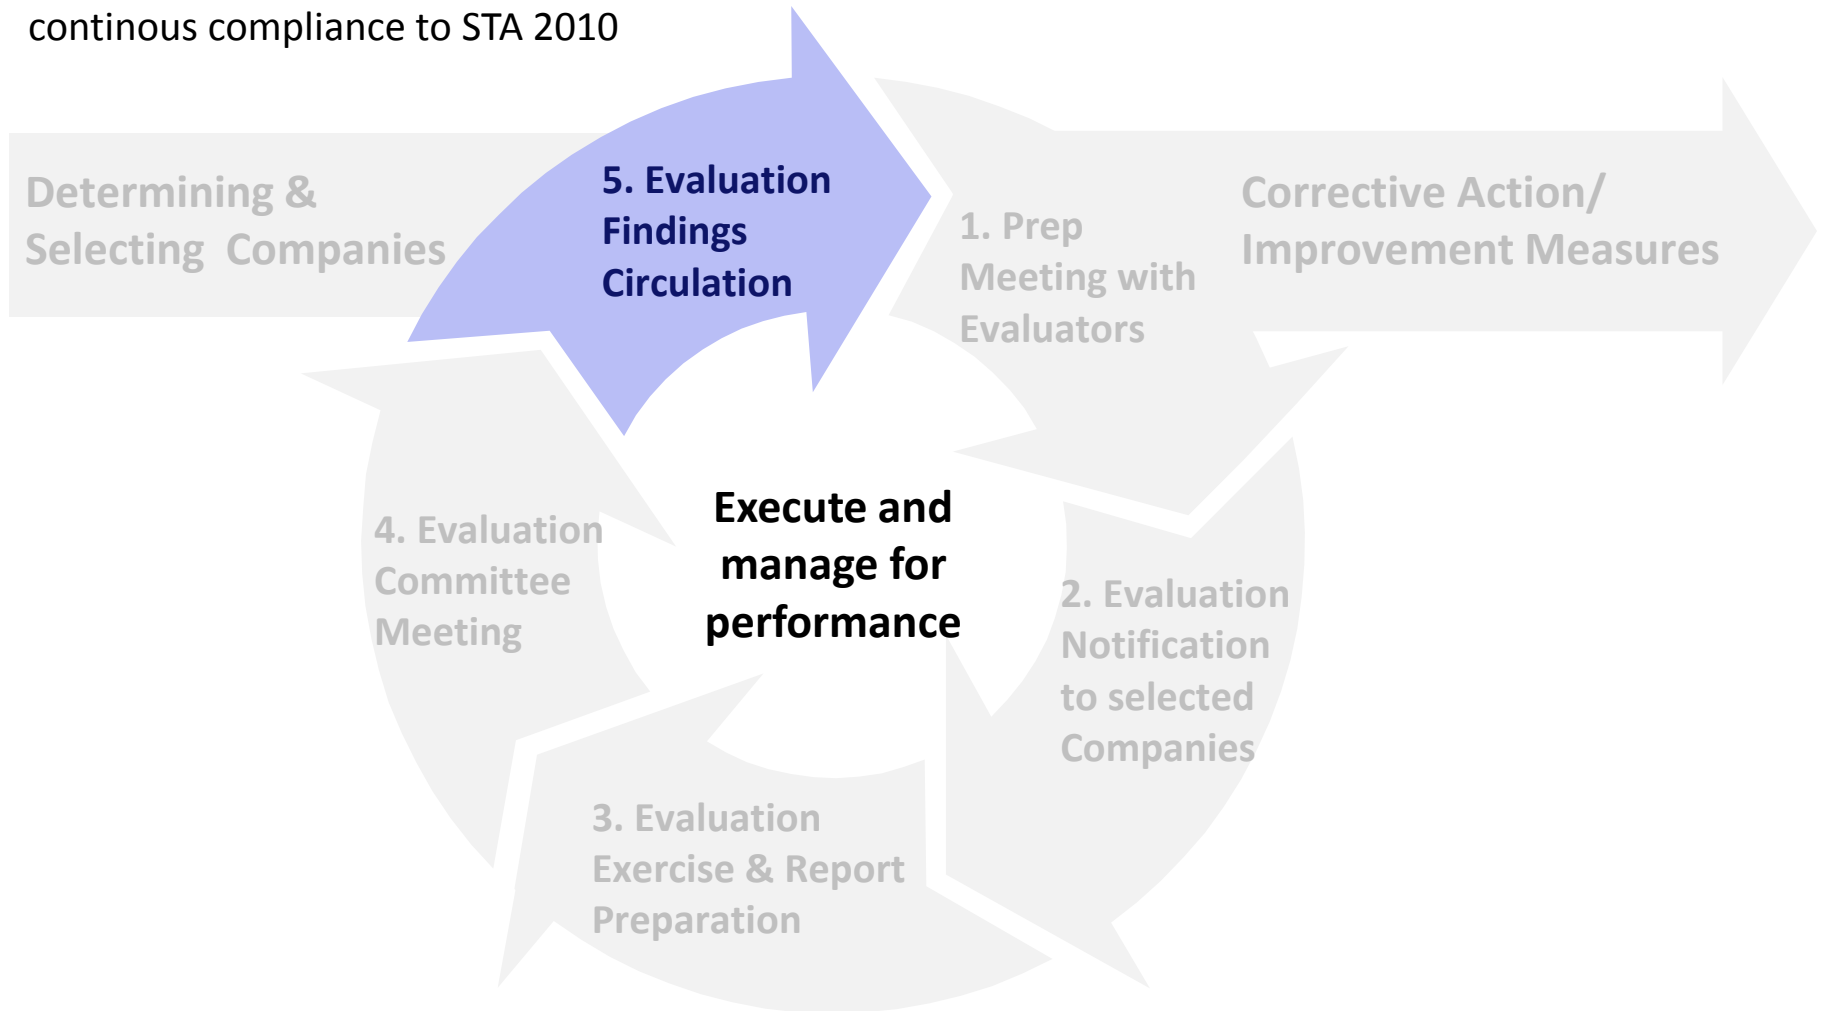 continous compliance to STA 2010
Determining &
Selecting  Companies
5. Evaluation
Findings
Circulation
1. Prep
Meeting with
Evaluators
Corrective Action/
Improvement Measures
Execute and
manage for
performance
4. Evaluation
Committee
Meeting
2. Evaluation
Notification
to selected
Companies
3. Evaluation
Exercise & Report
Preparation